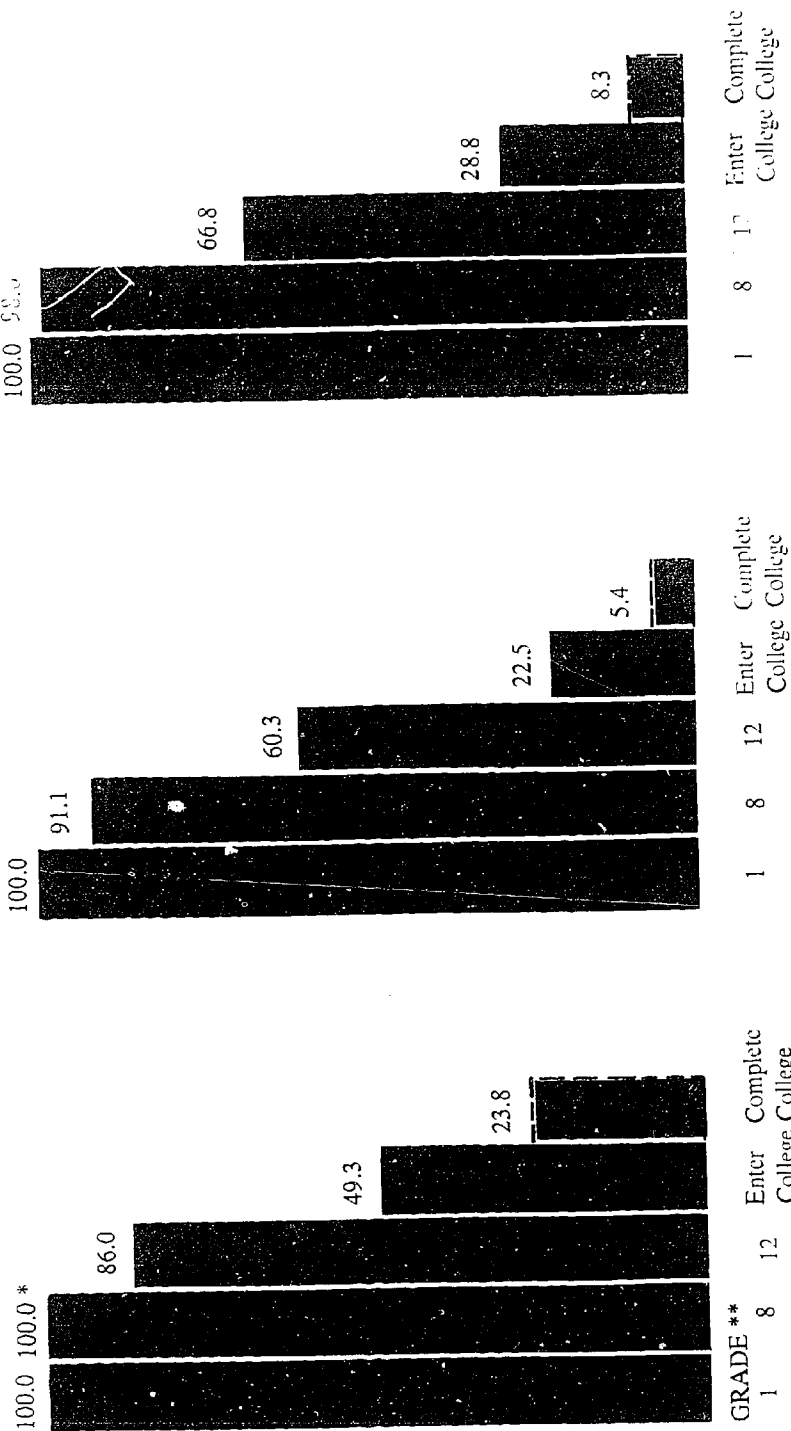 100.0 100.0 *
86.0
49.3
23.8
GRADE **
1 8 12 Enter Complete
College College
100.0
91.1
60.3
22.5
5.4
1 8 12 Enter Complete
College College
100.0
66.8
28.8
8.3
1 8 Enter Complete
College College